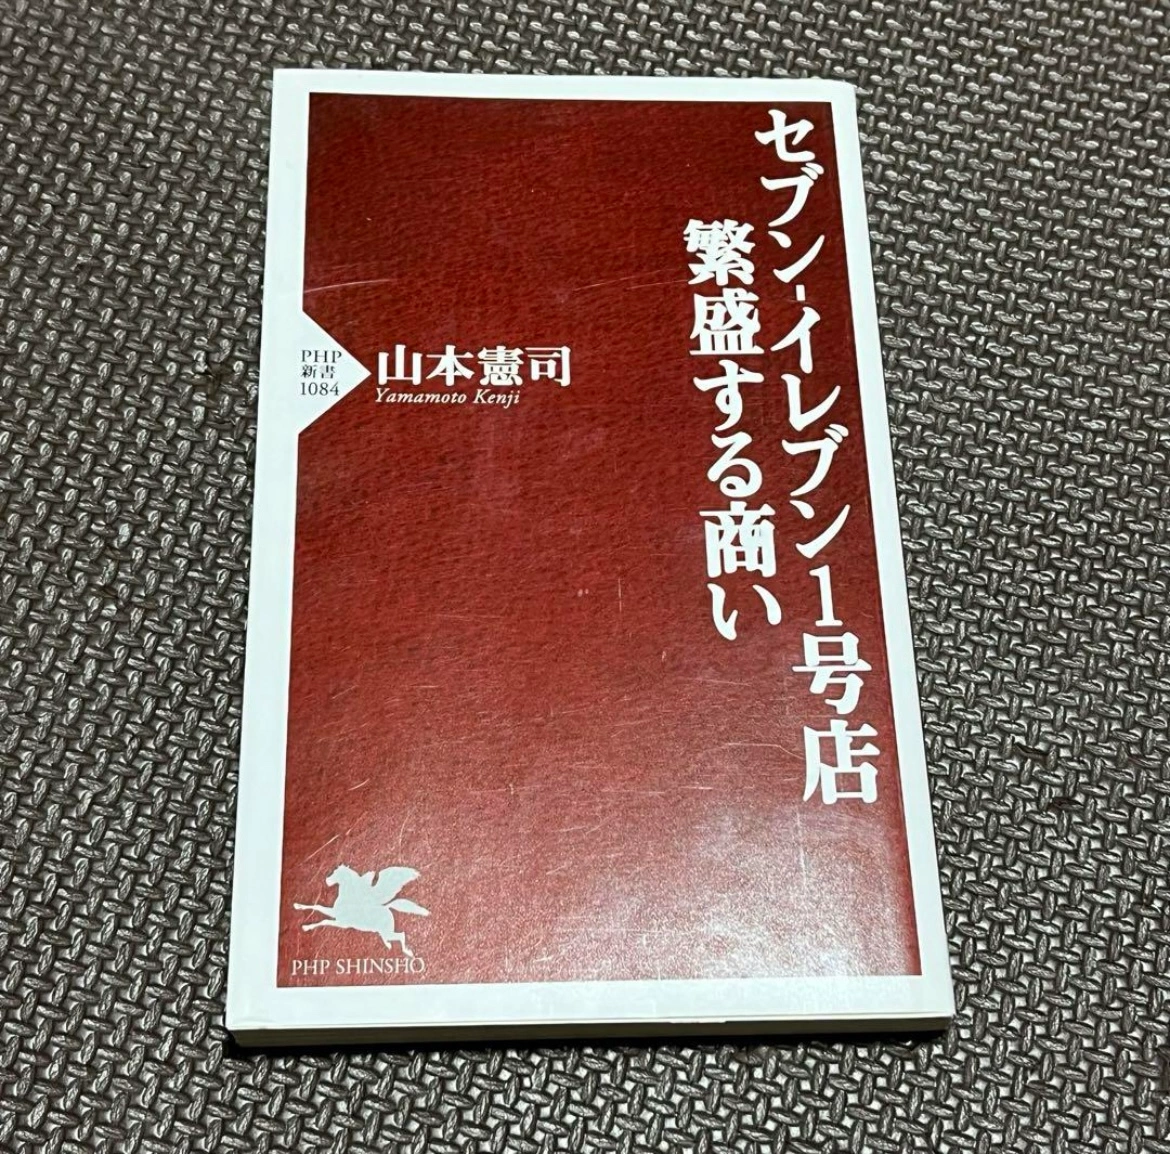 セブン-イレブン1号店
繁盛する商い
山本憲司
Yamamoto Kenji
PHP
新書
1084
PHP SHINSHO